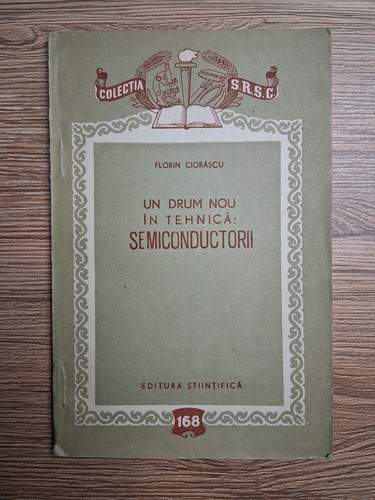 COLECȚIA S.R.S.C.
FLORIN CIORĂSCU
UN DRUM NOU
ÎN TEHNICĂ:
SEMICONDUCTORII
EDITURA ȘTIINȚIFICĂ
168